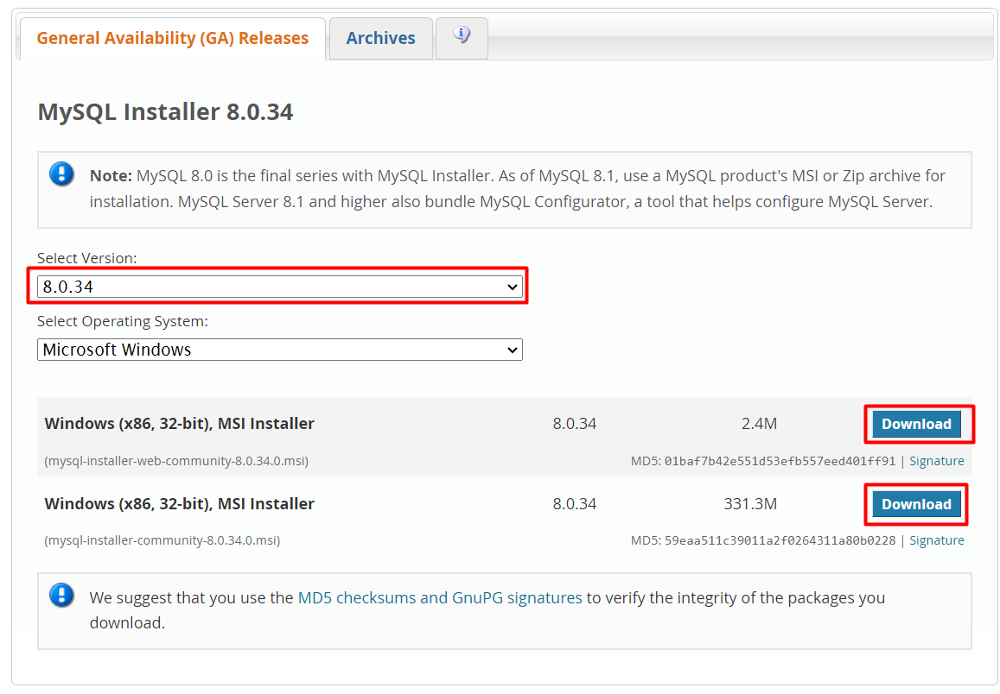 General Availability (GA) Releases
Archives
MySQL Installer 8.0.34
Note: MySQL 8.0 is the final series with MySQL Installer. As of MySQL 8.1, use a MySQL product's MSI or Zip archive for
installation. MySQL Server 8.1 and higher also bundle MySQL Configurator, a tool that helps configure MySQL Server.
Select Version:
8.0.34
Select Operating System:
Microsoft Windows
Windows (x86, 32-bit), MSI Installer 8.0.34 2.4M Download
(mysql-installer-web-community-8.0.34.0.msi) MD5: 01baf7b42e551d53efb557eed401ff91 | Signature
Windows (x86, 32-bit), MSI Installer 8.0.34 331.3M Download
(mysql-installer-community-8.0.34.0.msi) MD5: 59eaa511c39011a2f0264311a80b0228 | Signature
We suggest that you use the MD5 checksums and GnuPG signatures to verify the integrity of the packages you
download.